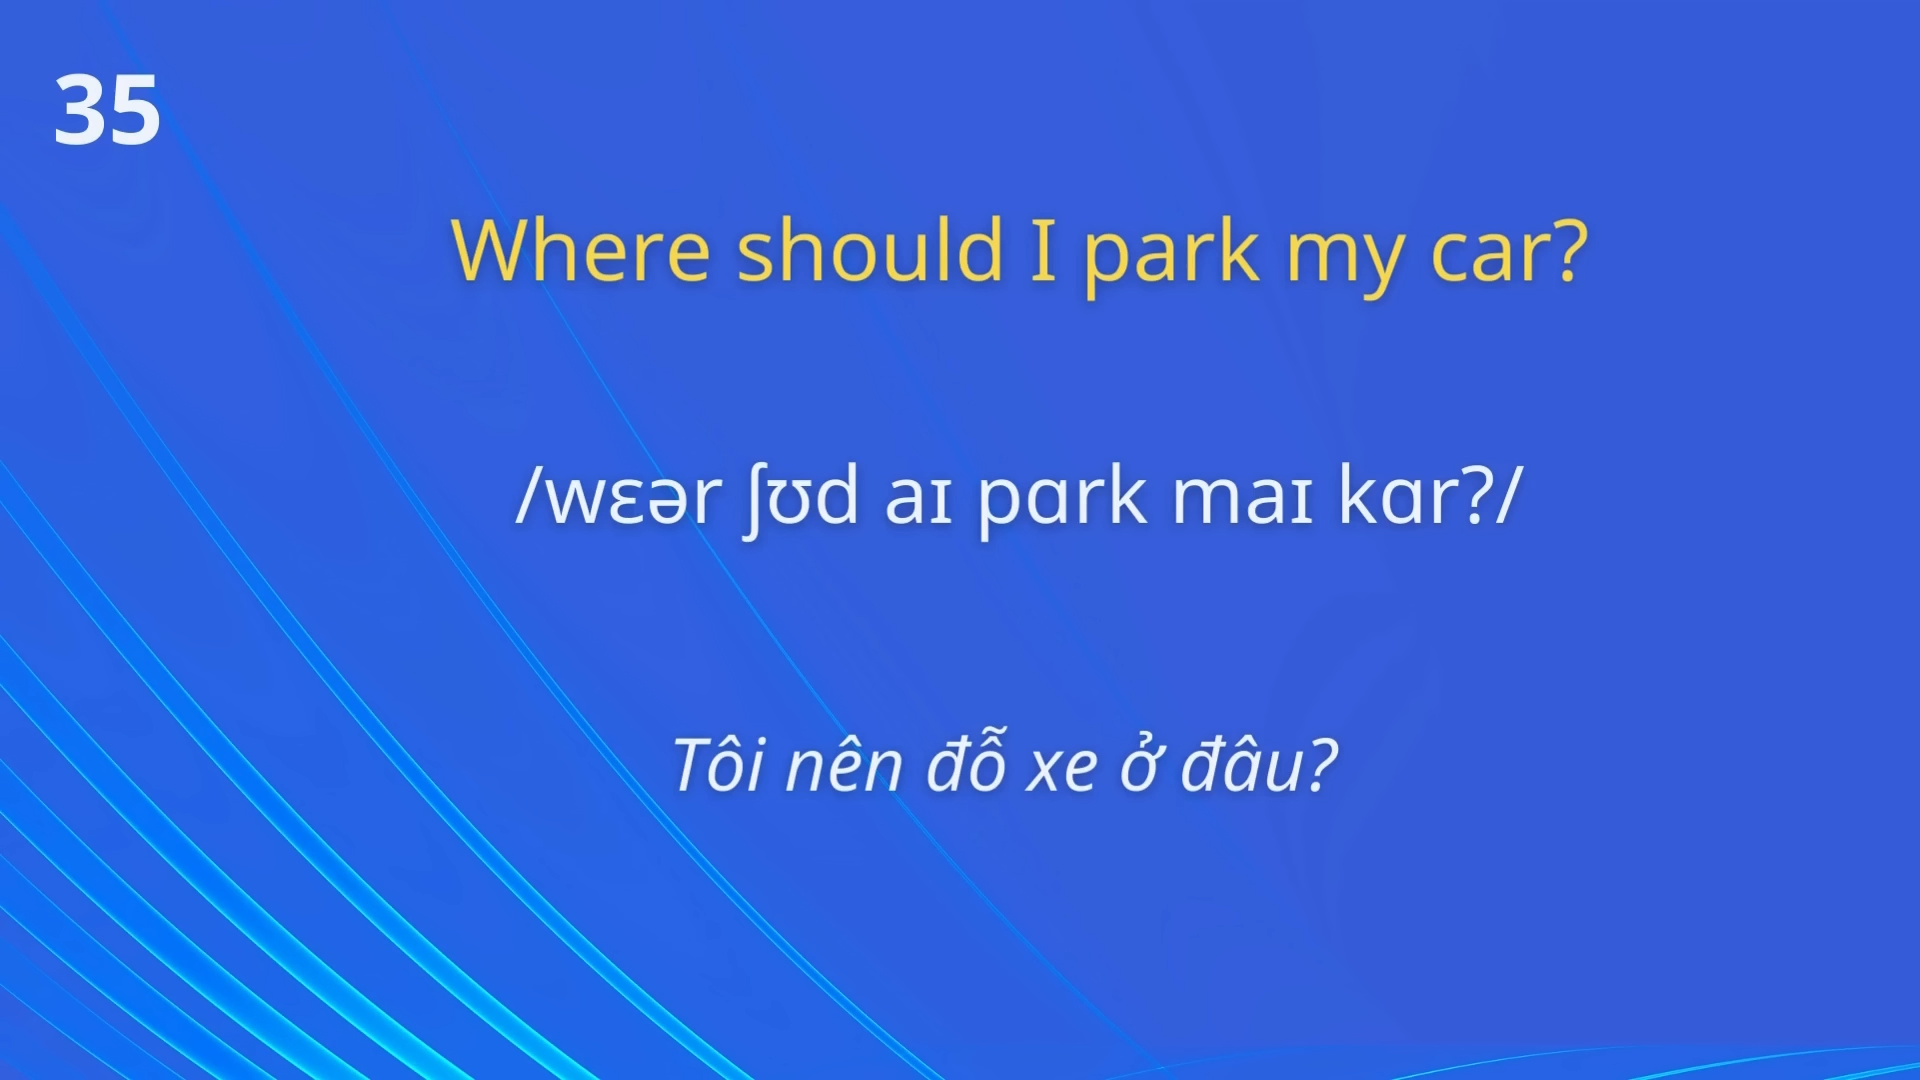 35
Where should I park my car?
/wɛər ʃʊd aɪ pɑrk maɪ kɑr?/
Tôi nên đỗ xe ở đâu?